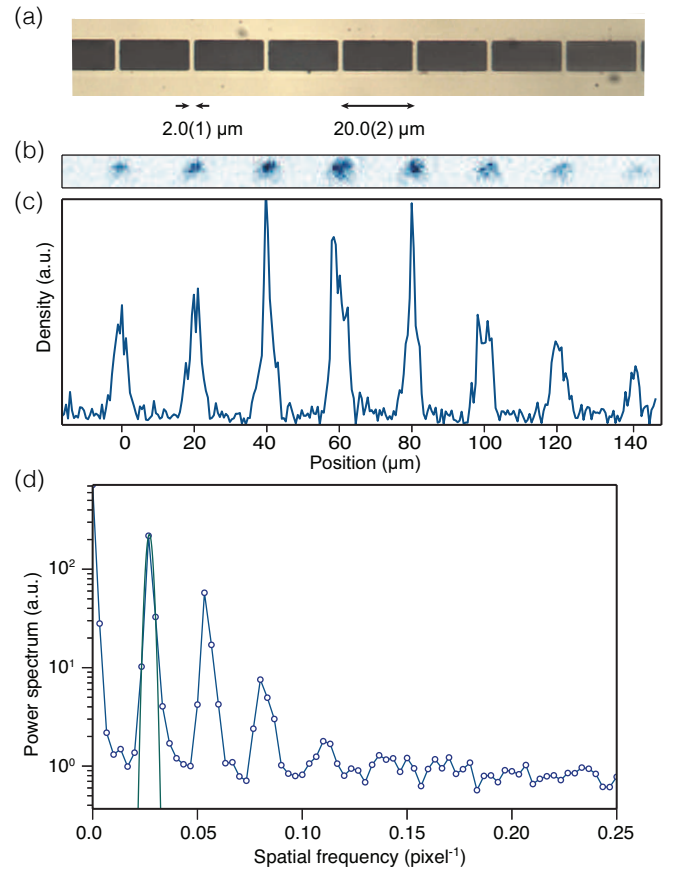 (a)
2.0(1) µm
20.0(2) µm
(b)
(c)
Density (a.u.)
0 20 40 60 80 100 120 140
Position (µm)
(d)
Power spectrum (a.u.)
10²
10¹
10⁰
0.0 0.05 0.10 0.15 0.20 0.25
Spatial frequency (pixel⁻¹)